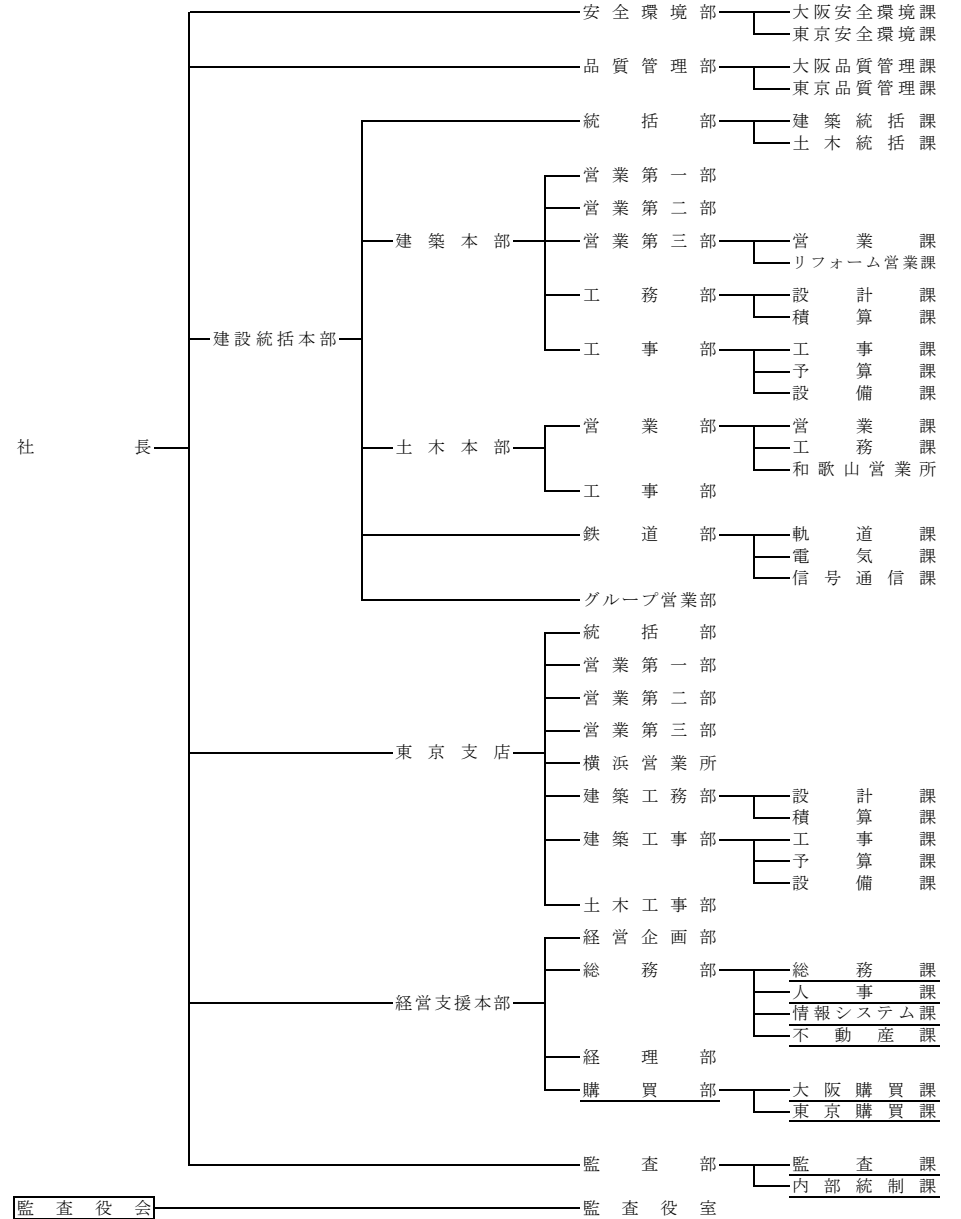 安全環境部 大阪安全環境課
東京安全環境課
品質管理部 大阪品質管理課
東京品質管理課
統括部 建築統括課
土木統括課
営業第一部
営業第二部
建築本部 営業第三部 営業課
リフォーム営業課
工務部 設計課
積算課
建設統括本部
工事部 工事課
予算課
設備課
営業部 営業課
社長 土木本部 工務課
和歌山営業所
工事部
鉄道部 軌道課
電気課
信号通信課
グループ営業部
統括部
営業第一部
営業第二部
営業第三部
東京支店
横浜営業所
建築工務部 設計課
積算課
建築工事部 工事課
予算課
設備課
土木工事部
経営企画部
総務部 総務課
人事課
経営支援本部
情報システム課
不動産課
経理部
購買部 大阪購買課
東京購買課
監査部 監査課
内部統制課
監査役会 監査役室